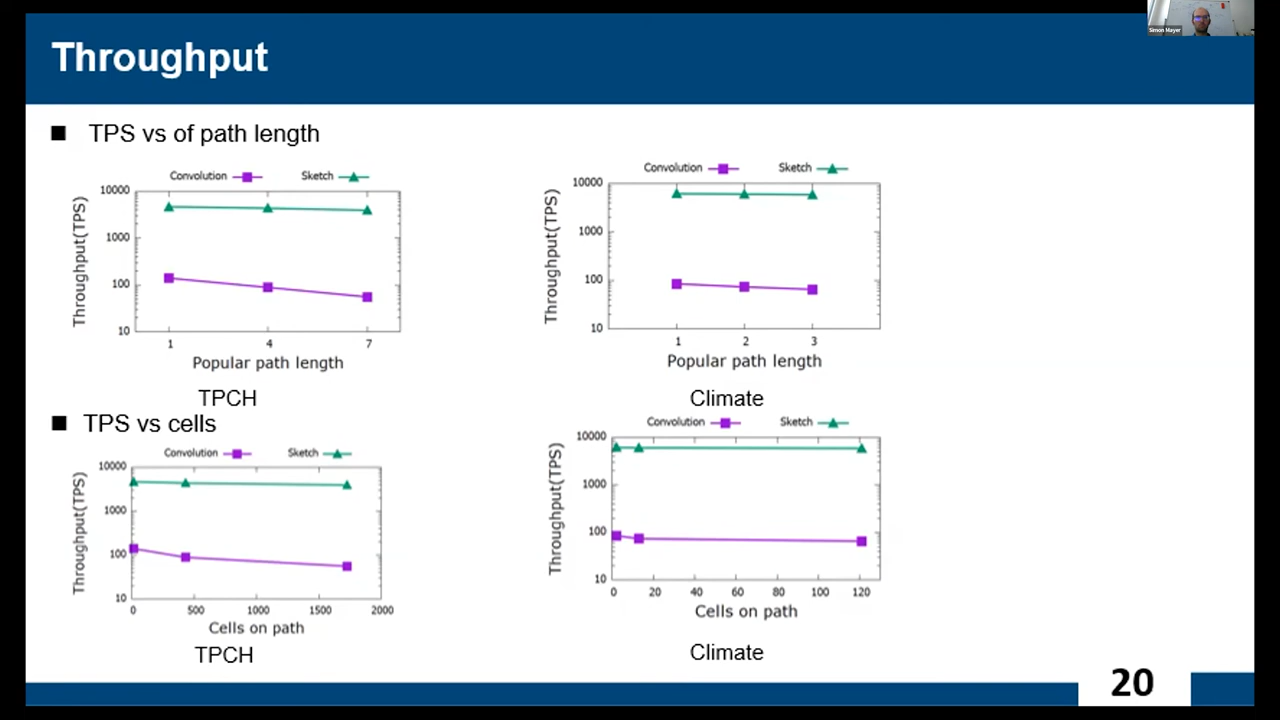 Simon Mayer
Throughput
TPS vs of path length
Convolution Sketch
10000
1000
100
10
Throughput(TPS)
1 4 7
Popular path length
TPCH
Convolution Sketch
10000
1000
100
10
Throughput(TPS)
1 2 3
Popular path length
Climate
TPS vs cells
Convolution Sketch
10000
1000
100
10
Throughput(TPS)
0 500 1000 1500 2000
Cells on path
TPCH
Convolution Sketch
10000
1000
100
10
Throughput(TPS)
0 20 40 60 80 100 120
Cells on path
Climate
20